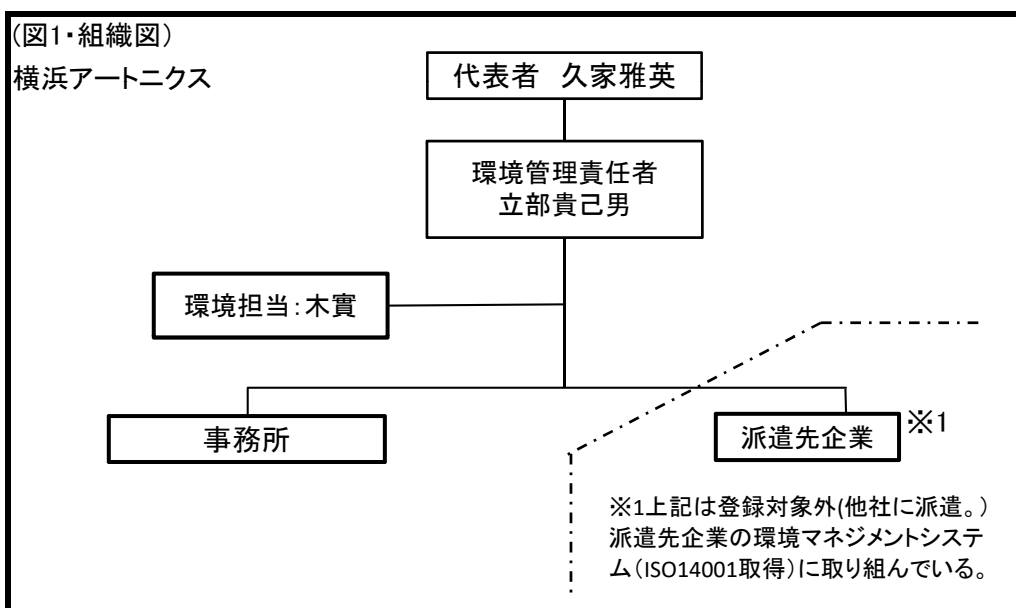 (図1・組織図)
横浜アートニクス
代表者　久家雅英
環境管理責任者
立部貴己男
環境担当：木實
事務所
派遣先企業
※1
※1上記は登録対象外(他社に派遣。)
派遣先企業の環境マネジメントシステ
ム(ISO14001取得)に取り組んでいる。